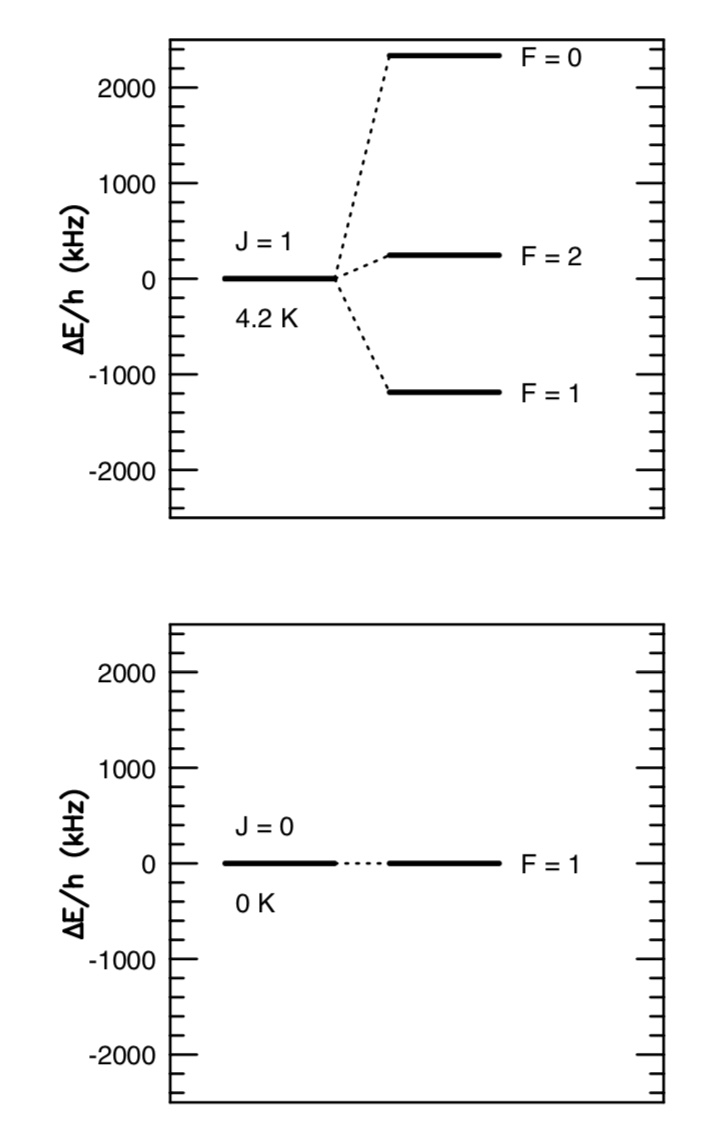 F = 0
2000
1000
J = 1
F = 2
0
4.2 K
-1000
F = 1
-2000
ΔE/h (kHz)
2000
1000
J = 0
0
F = 1
0 K
-1000
-2000
ΔE/h (kHz)